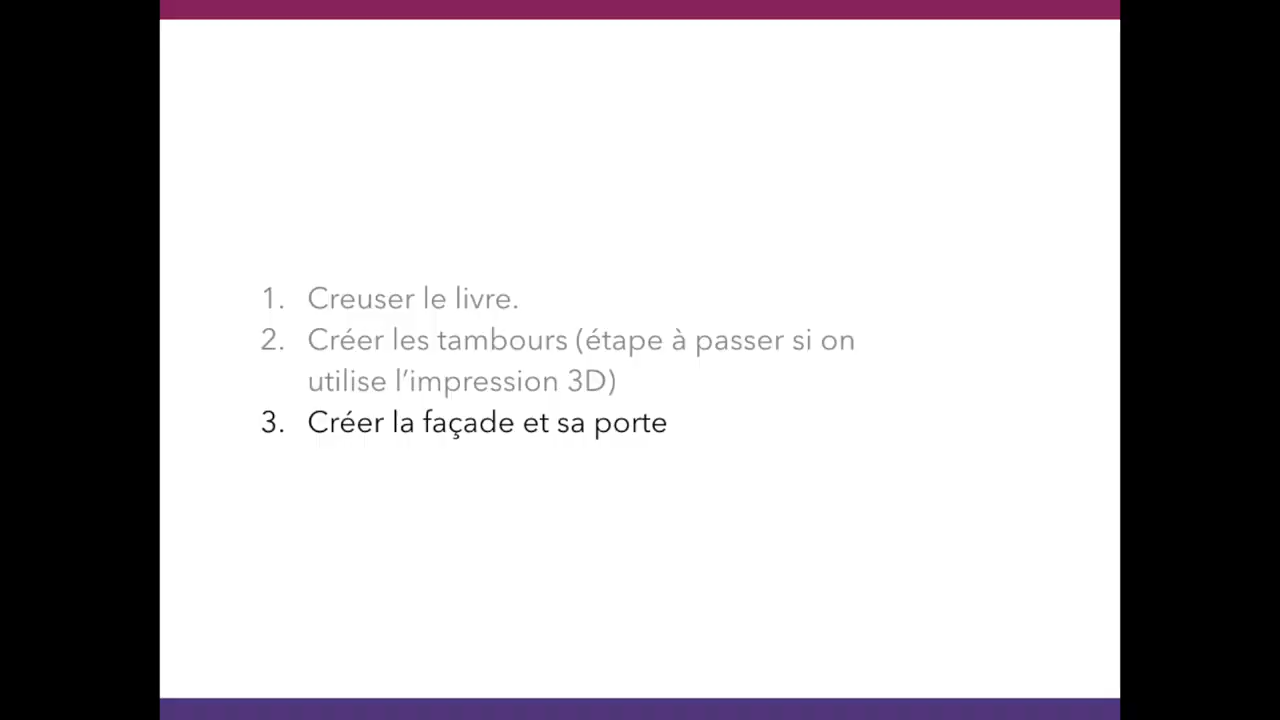 1. Creuser le livre.
2. Créer les tambours (étape à passer si on
utilise l’impression 3D)
3. Créer la façade et sa porte